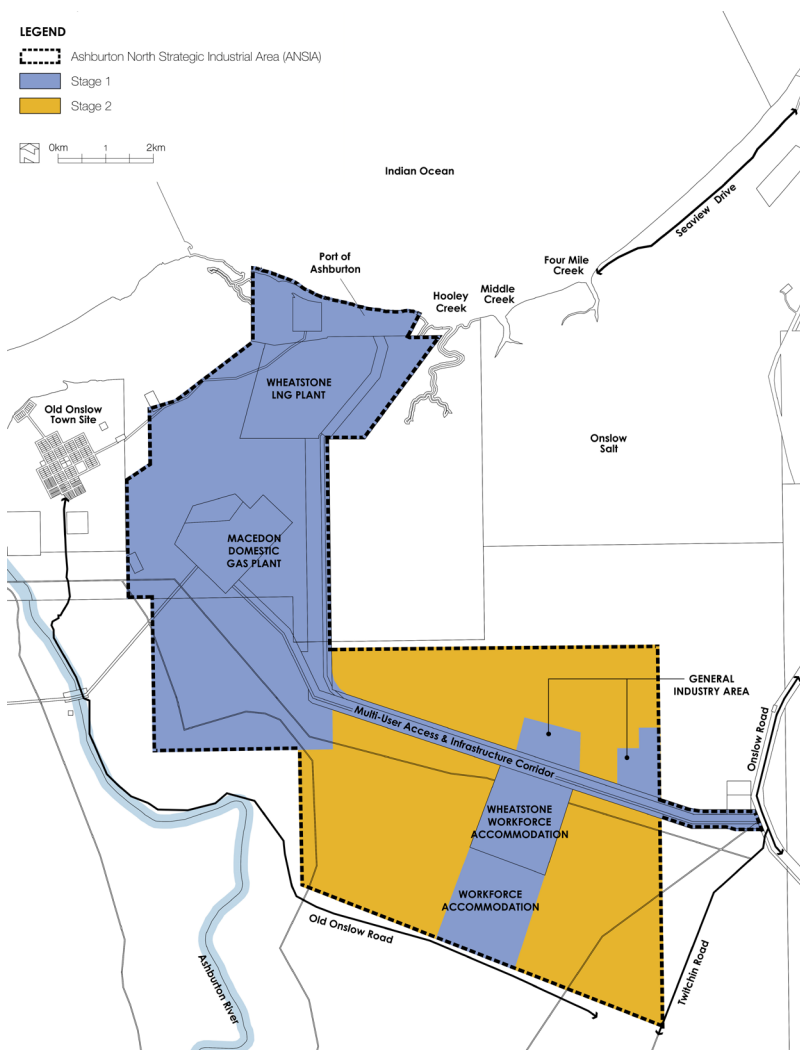 LEGEND
Ashburton North Strategic Industrial Area (ANSIA)
Stage 1
Stage 2
0km 1 2km
Indian Ocean
Seaview Drive
Four Mile
Creek
Port of
Ashburton
Middle
Creek
Hooley
Creek
WHEATSTONE
LNG PLANT
Old Onslow
Town Site
Onslow
Salt
MACEDON
DOMESTIC
GAS PLANT
GENERAL
INDUSTRY AREA
Multi-User Access & Infrastructure Corridor
Onslow Road
WHEATSTONE
WORKFORCE
ACCOMMODATION
WORKFORCE
ACCOMMODATION
Old Onslow Road
Ashburton River
Twitchin Road